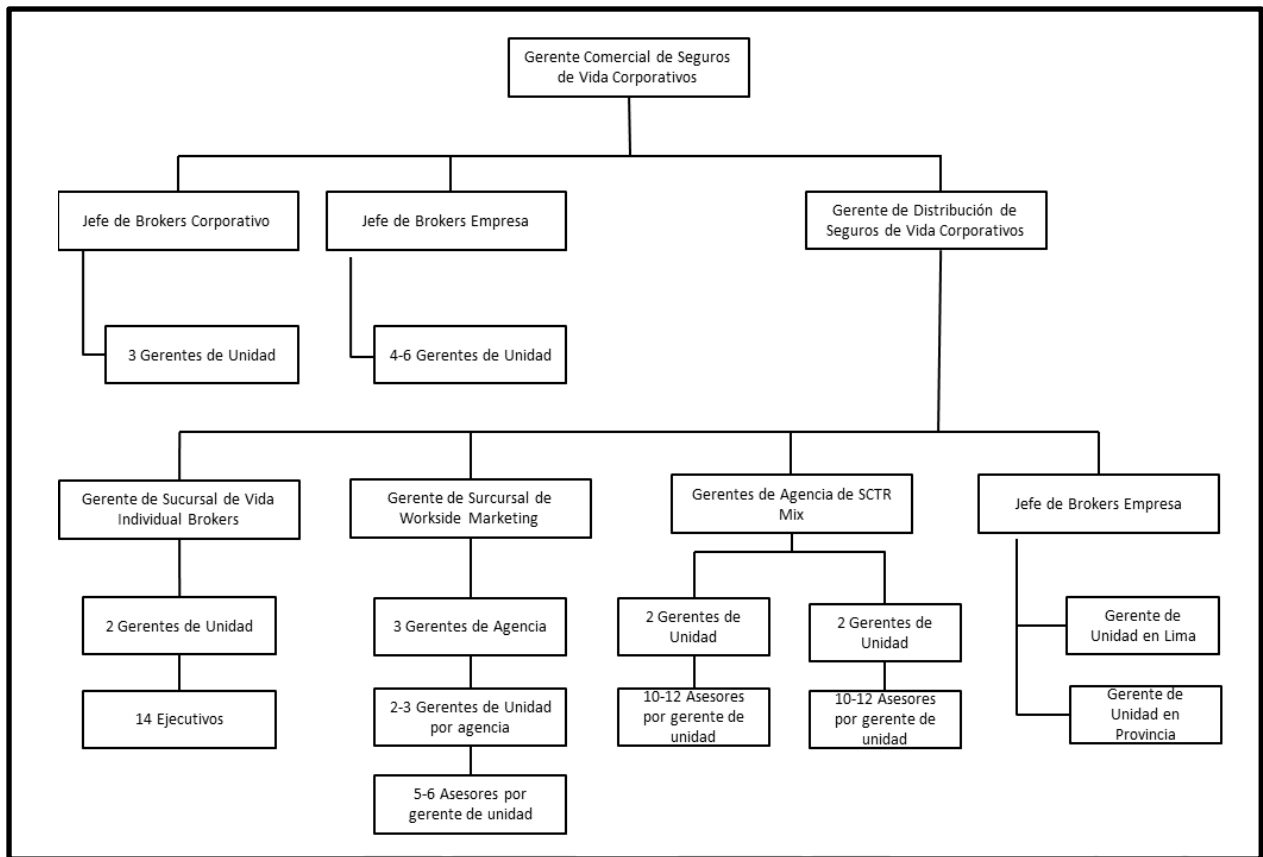 Gerente Comercial de Seguros
de Vida Corporativos
Jefe de Brokers Corporativo
Jefe de Brokers Empresa
Gerente de Distribución de
Seguros de Vida Corporativos
3 Gerentes de Unidad
4-6 Gerentes de Unidad
Gerente de Sucursal de Vida
Individual Brokers
Gerente de Surcursal de
Workside Marketing
Gerentes de Agencia de SCTR
Mix
Jefe de Brokers Empresa
2 Gerentes de Unidad
3 Gerentes de Agencia
2 Gerentes de
Unidad
2 Gerentes de
Unidad
Gerente de
Unidad en Lima
14 Ejecutivos
2-3 Gerentes de Unidad
por agencia
10-12 Asesores
por gerente de
unidad
10-12 Asesores
por gerente de
unidad
Gerente de
Unidad en
Provincia
5-6 Asesores por
gerente de unidad